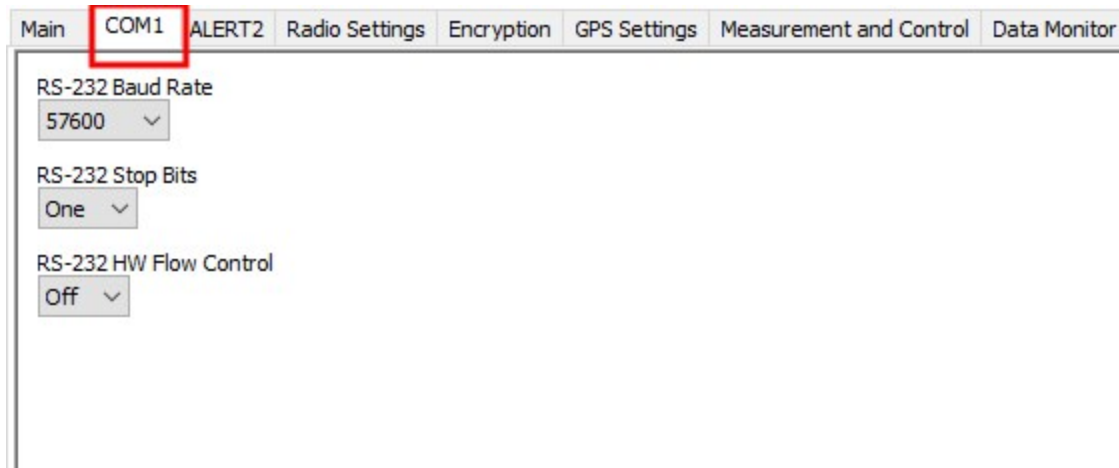 Main COM1 ALERT2 Radio Settings Encryption GPS Settings Measurement and Control Data Monitor
RS-232 Baud Rate
57600
RS-232 Stop Bits
One
RS-232 HW Flow Control
Off